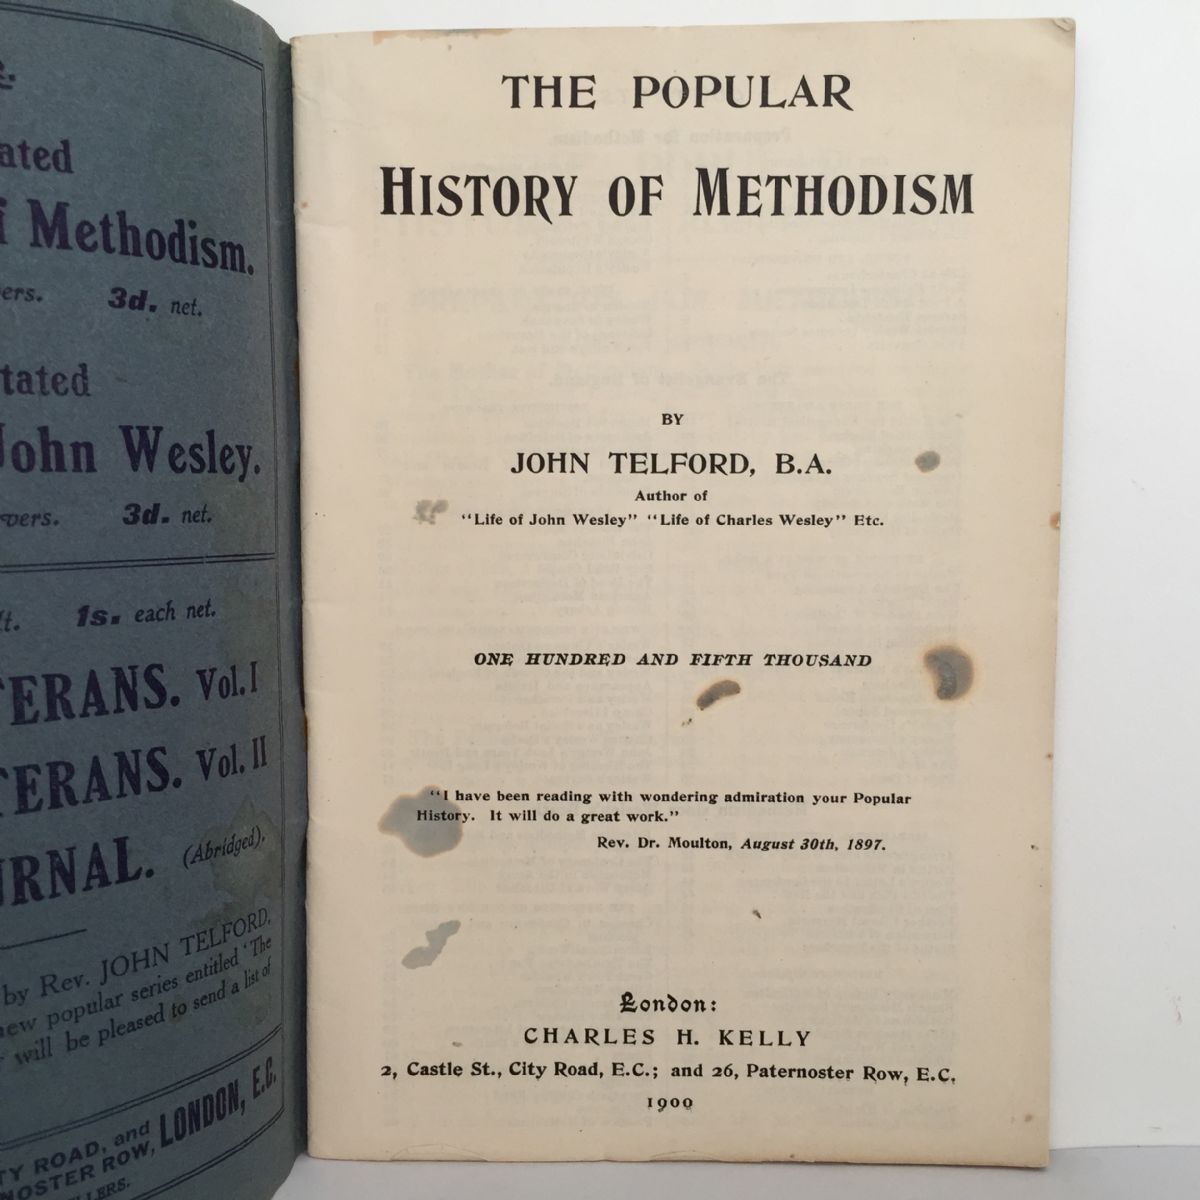 ated
Methodism.
ers. 3d. net.
tated
John Wesley.
vers. 3d. net.
1s. each net.
TERANS. Vol. I
TERANS. Vol. II
URNAL. (Abridged).
by Rev. JOHN TELFORD.
new popular series entitled 'The
will be pleased to send a list of
TY ROAD, and
NOSTER ROW, LONDON, E.C.
LLERS.
THE POPULAR
HISTORY OF METHODISM
BY
JOHN TELFORD, B.A.
Author of
"Life of John Wesley" "Life of Charles Wesley" Etc.
ONE HUNDRED AND FIFTH THOUSAND
"I have been reading with wondering admiration your Popular
History. It will do a great work."
Rev. Dr. Moulton, August 30th, 1897.
London:
CHARLES H. KELLY
2, Castle St., City Road, E.C.; and 26, Paternoster Row, E.C.
1900